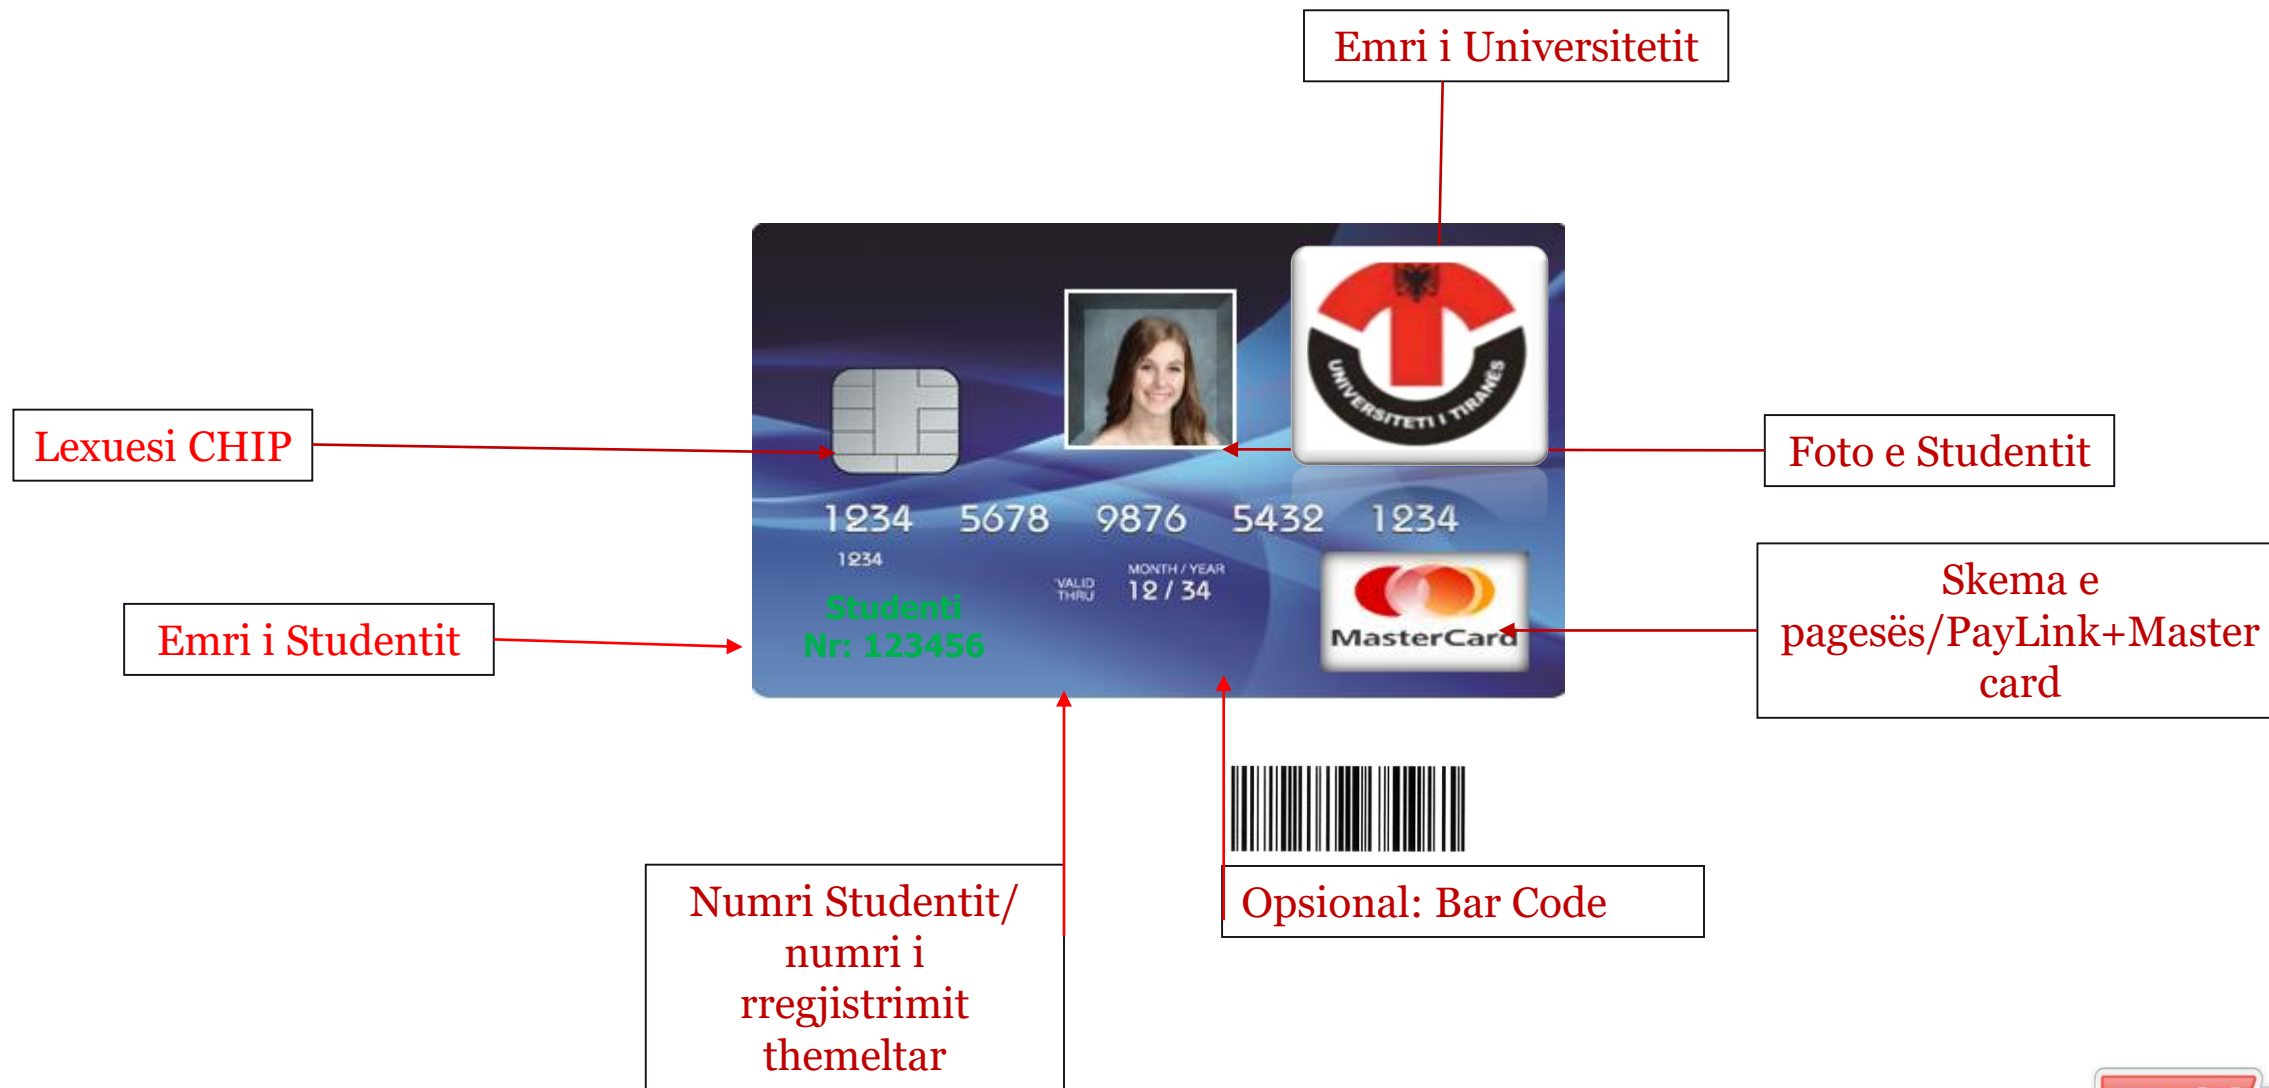 Emri i Universitetit
UNIVERSITETI I TIRANËS
Lexuesi CHIP
Foto e Studentit
1234 5678 9876 5432 1234
1234
MONTH / YEAR
VALID
THRU
12 / 34
Studenti
Nr: 123456
MasterCard
Emri i Studentit
Skema e
pagesës/PayLink+Master
card
Numri Studentit/
numri i
rregjistrimit
themeltar
Opsional: Bar Code